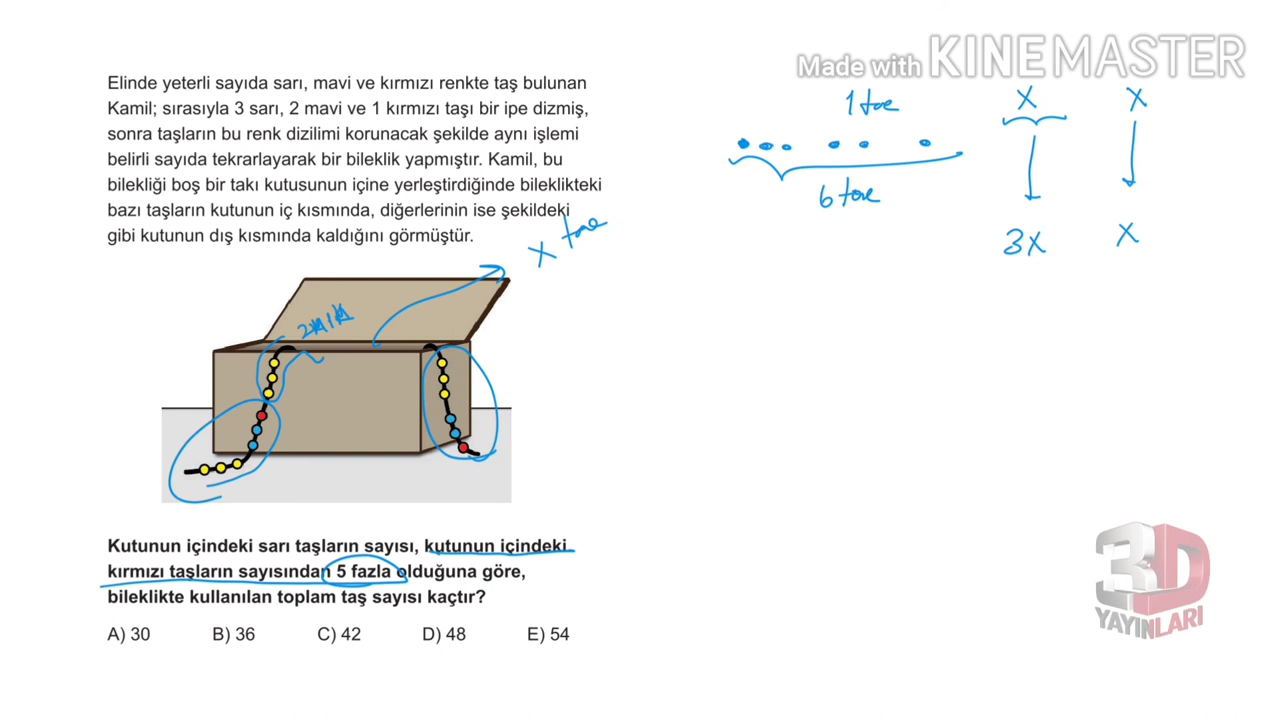 Made with KINEMASTER
Elinde yeterli sayıda sarı, mavi ve kırmızı renkte taş bulunan
Kamil; sırasıyla 3 sarı, 2 mavi ve 1 kırmızı taşı bir ipe dizmiş,
sonra taşların bu renk dizilimi korunacak şekilde aynı işlemi
belirli sayıda tekrarlayarak bir bileklik yapmıştır. Kamil, bu
bilekliği boş bir takı kutusunun içine yerleştirdiğinde bileklikteki
bazı taşların kutunun iç kısmında, diğerlerinin ise şekildeki
gibi kutunun dış kısmında kaldığını görmüştür.
x tane
1 tane x x
6 tane
3x x
Kutunun içindeki sarı taşların sayısı, kutunun içindeki
kırmızı taşların sayısından 5 fazla olduğuna göre,
bileklikte kullanılan toplam taş sayısı kaçtır?
A) 30 B) 36 C) 42 D) 48 E) 54
3D
YAYINLARI